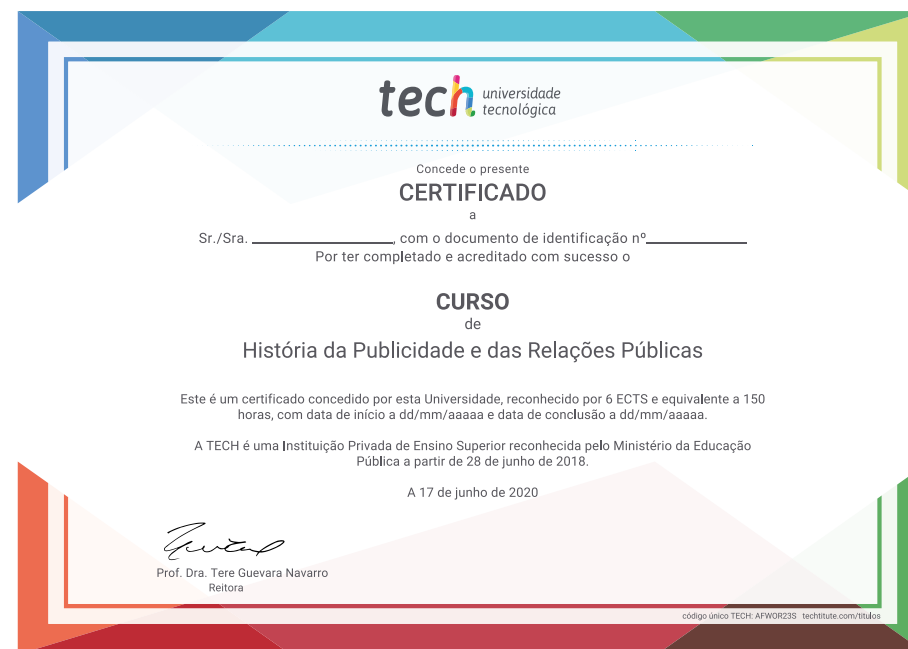 tech universidade
tecnológica
Concede o presente
CERTIFICADO
a
Sr./Sra. ____________________, com o documento de identificação nº______________
Por ter completado e acreditado com sucesso o
CURSO
de
História da Publicidade e das Relações Públicas
Este é um certificado concedido por esta Universidade, reconhecido por 6 ECTS e equivalente a 150
horas, com data de início a dd/mm/aaaaa e data de conclusão a dd/mm/aaaaa.
A TECH é uma Instituição Privada de Ensino Superior reconhecida pelo Ministério da Educação
Pública a partir de 28 de junho de 2018.
A 17 de junho de 2020
Prof. Dra. Tere Guevara Navarro
Reitora
código único TECH: AFWOR23S techtitute.com/titulos